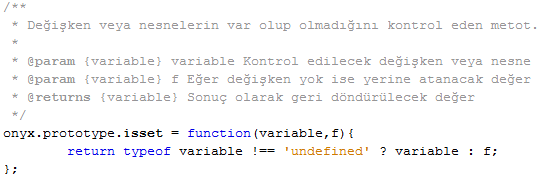 /**
 * Değişken veya nesnelerin var olup olmadığını kontrol eden metot.
 *
 * @param {variable} variable Kontrol edilecek değişken veya nesne
 * @param {variable} f Eğer değişken yok ise yerine atanacak değer
 * @returns {variable} Sonuç olarak geri döndürülecek değer
 */
onyx.prototype.isset = function(variable,f){
        return typeof variable !== 'undefined' ? variable : f;
};